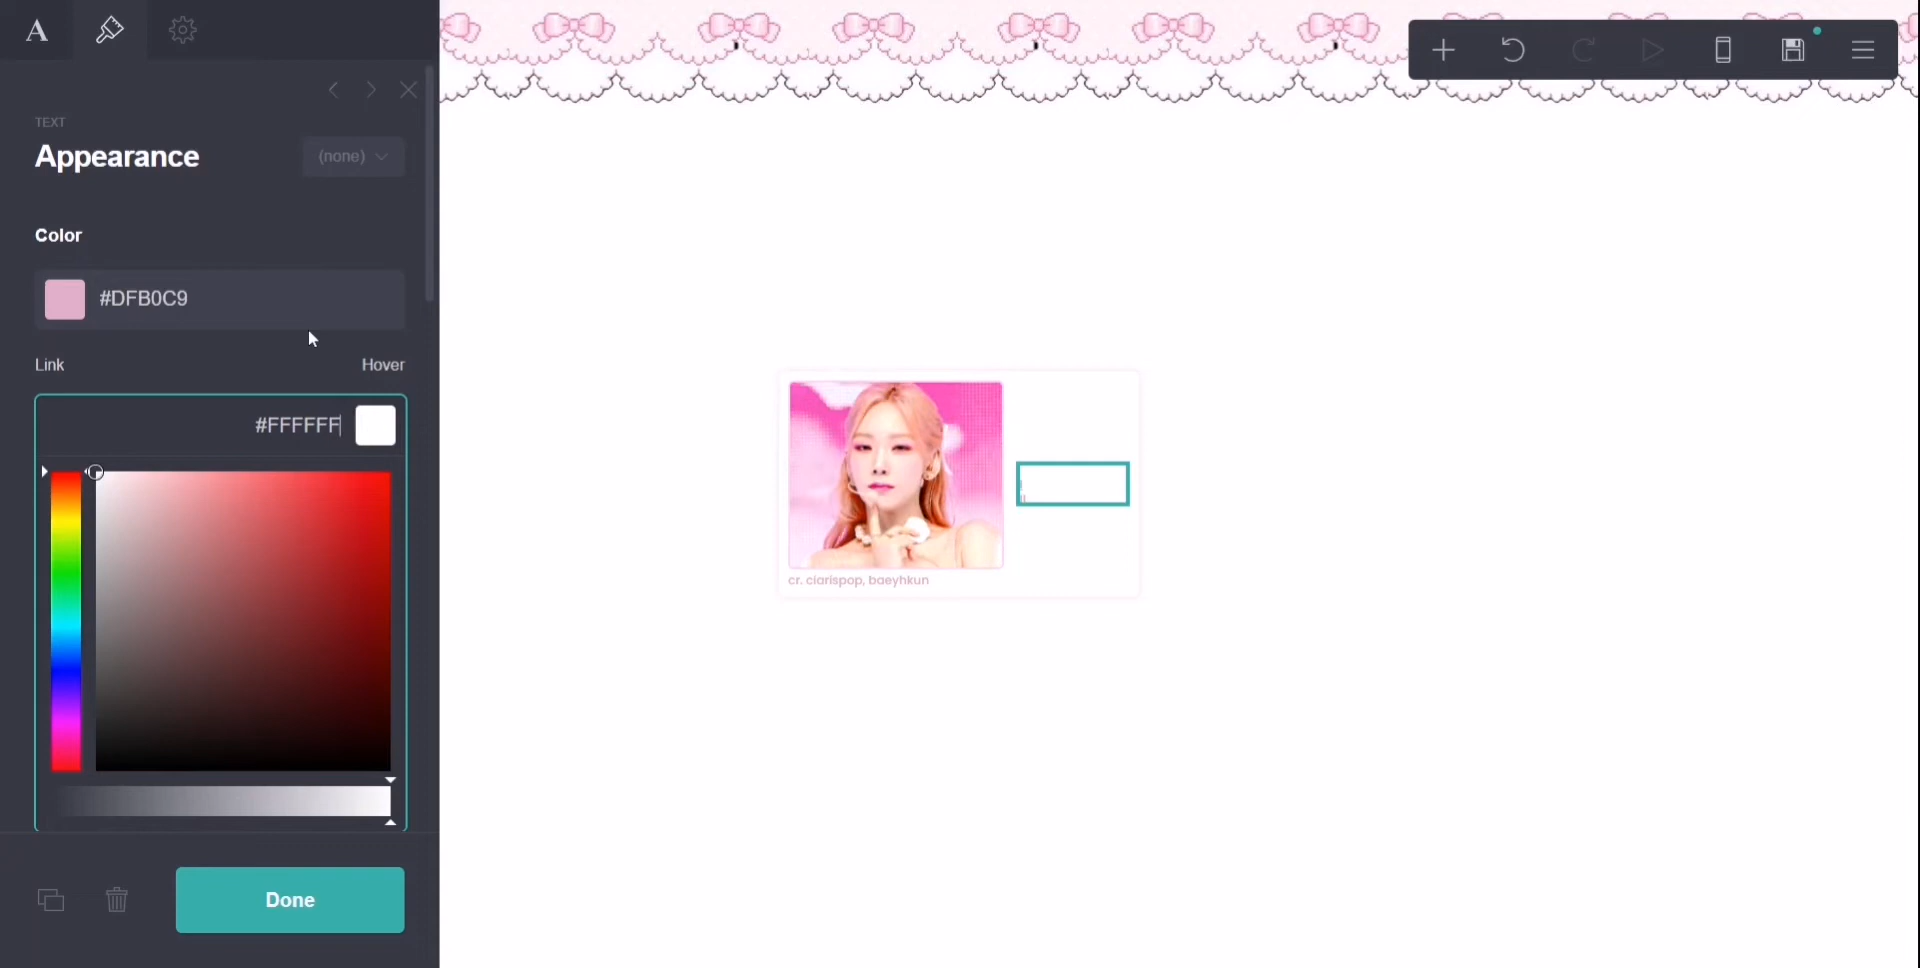 A
TEXT
Appearance
(none)
Color
#DFB0C9
Link Hover
#FFFFFF
Done
cr. clarispop, baeyhkun